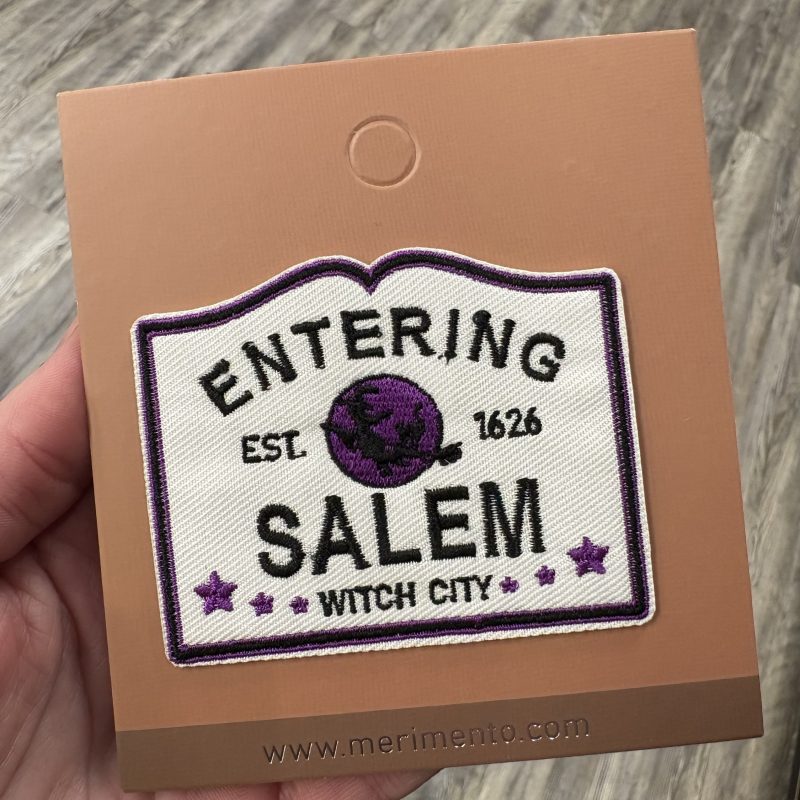 ENTERING
EST. 1626
SALEM
WITCH CITY
www.merimento.com